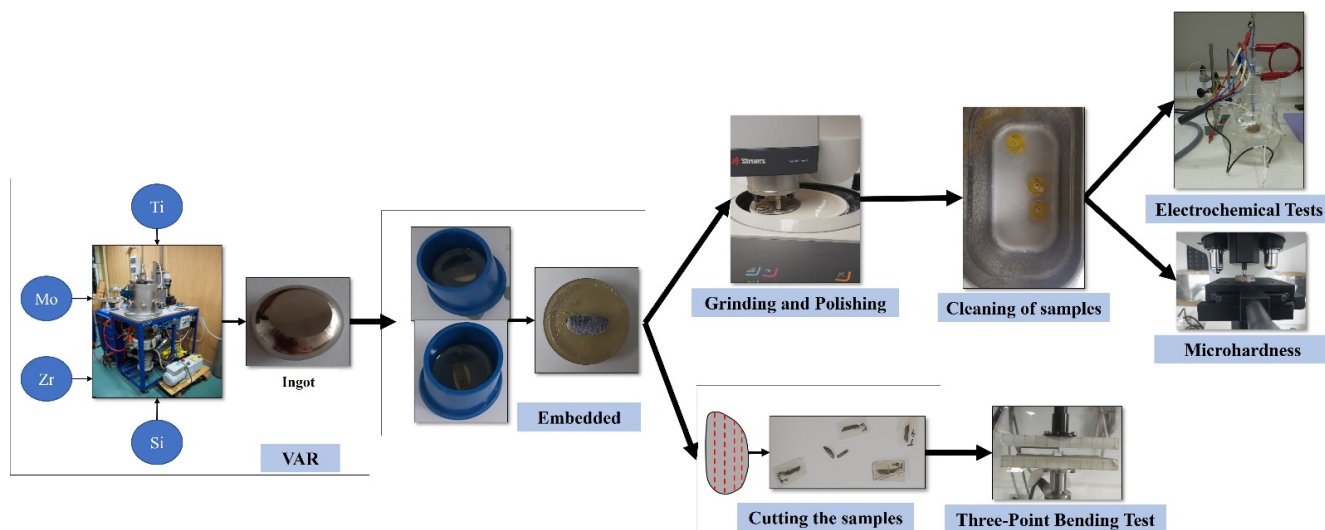 Ti
Mo
Zr
Si
VAR
Ingot
Embedded
Struers
Grinding and Polishing
Cleaning of samples
Electrochemical Tests
Microhardness
Cutting the samples
Three-Point Bending Test